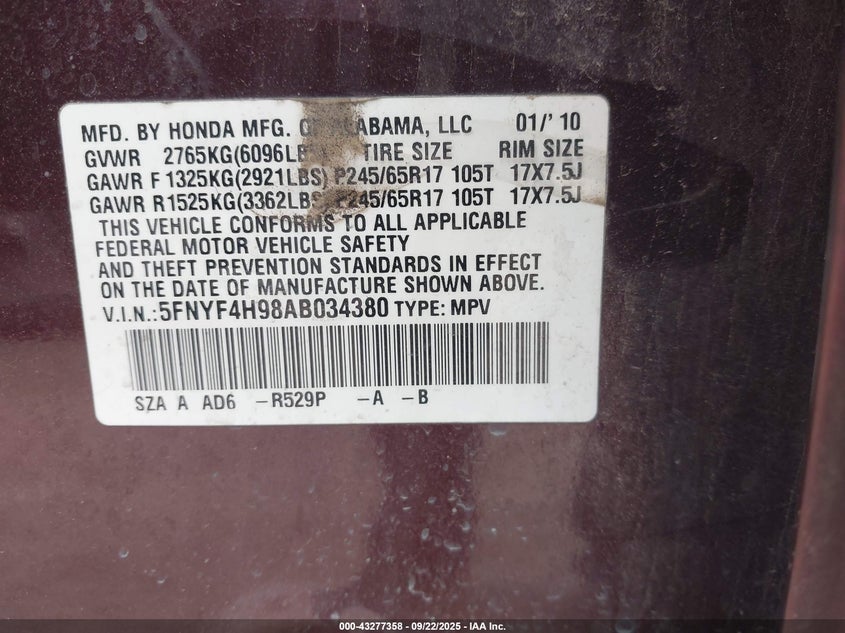 MFD. BY HONDA MFG. OF ALABAMA, LLC 01/'10
GVWR 2765KG(6096LBS) TIRE SIZE RIM SIZE
GAWR F1325KG(2921LBS) P245/65R17 105T 17X7.5J
GAWR R1525KG(3362LBS) P245/65R17 105T 17X7.5J
THIS VEHICLE CONFORMS TO ALL APPLICABLE
FEDERAL MOTOR VEHICLE SAFETY
AND THEFT PREVENTION STANDARDS IN EFFECT
ON THE DATE OF MANUFACTURE SHOWN ABOVE.
V.I.N.:5FNYF4H98AB034380 TYPE: MPV
SZA A AD6 -R529P -A -B
000-43277358 - 09/22/2025 - IAA Inc.